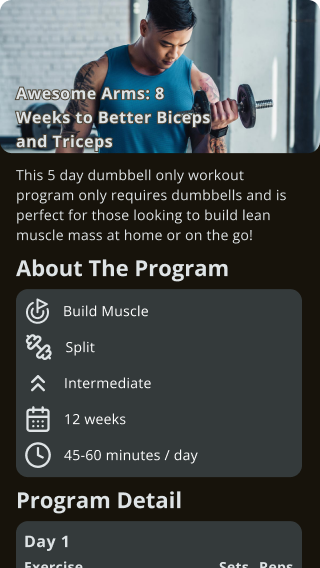 Awesome Arms: 8
Weeks to Better Biceps
and Triceps
This 5 day dumbbell only workout
program only requires dumbbells and is
perfect for those looking to build lean
muscle mass at home or on the go!
About The Program
Build Muscle
Split
Intermediate
12 weeks
45-60 minutes / day
Program Detail
Day 1
Exercise Sets Reps